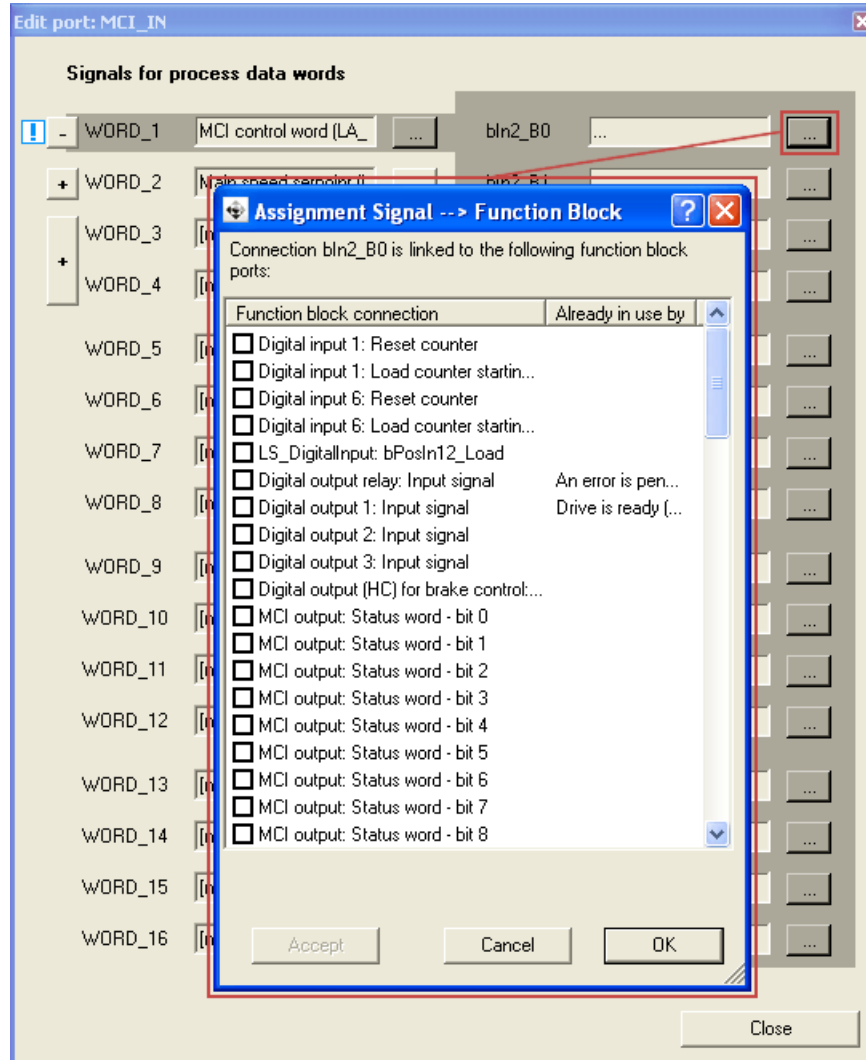 Edit port: MCI_IN
Signals for process data words
! - WORD_1 MCI control word (LA_ ... bIn2_B0 ... ...
+ WORD_2 Main speed setpoint bIn2_B1 ...
WORD_3 ...
+
WORD_4 ...
WORD_5 ...
WORD_6 ...
WORD_7 ...
WORD_8 ...
WORD_9 ...
WORD_10 ...
WORD_11 ...
WORD_12 ...
WORD_13 ...
WORD_14 ...
WORD_15 ...
WORD_16 ...
Close
Assignment Signal --> Function Block ?
Connection bIn2_B0 is linked to the following function block
ports:
Function block connection Already in use by
Digital input 1: Reset counter
Digital input 1: Load counter startin...
Digital input 6: Reset counter
Digital input 6: Load counter startin...
LS_DigitalInput: bPosIn12_Load
Digital output relay: Input signal An error is pen...
Digital output 1: Input signal Drive is ready (...
Digital output 2: Input signal
Digital output 3: Input signal
Digital output (HC) for brake control:...
MCI output: Status word - bit 0
MCI output: Status word - bit 1
MCI output: Status word - bit 2
MCI output: Status word - bit 3
MCI output: Status word - bit 4
MCI output: Status word - bit 5
MCI output: Status word - bit 6
MCI output: Status word - bit 7
MCI output: Status word - bit 8
Accept Cancel OK